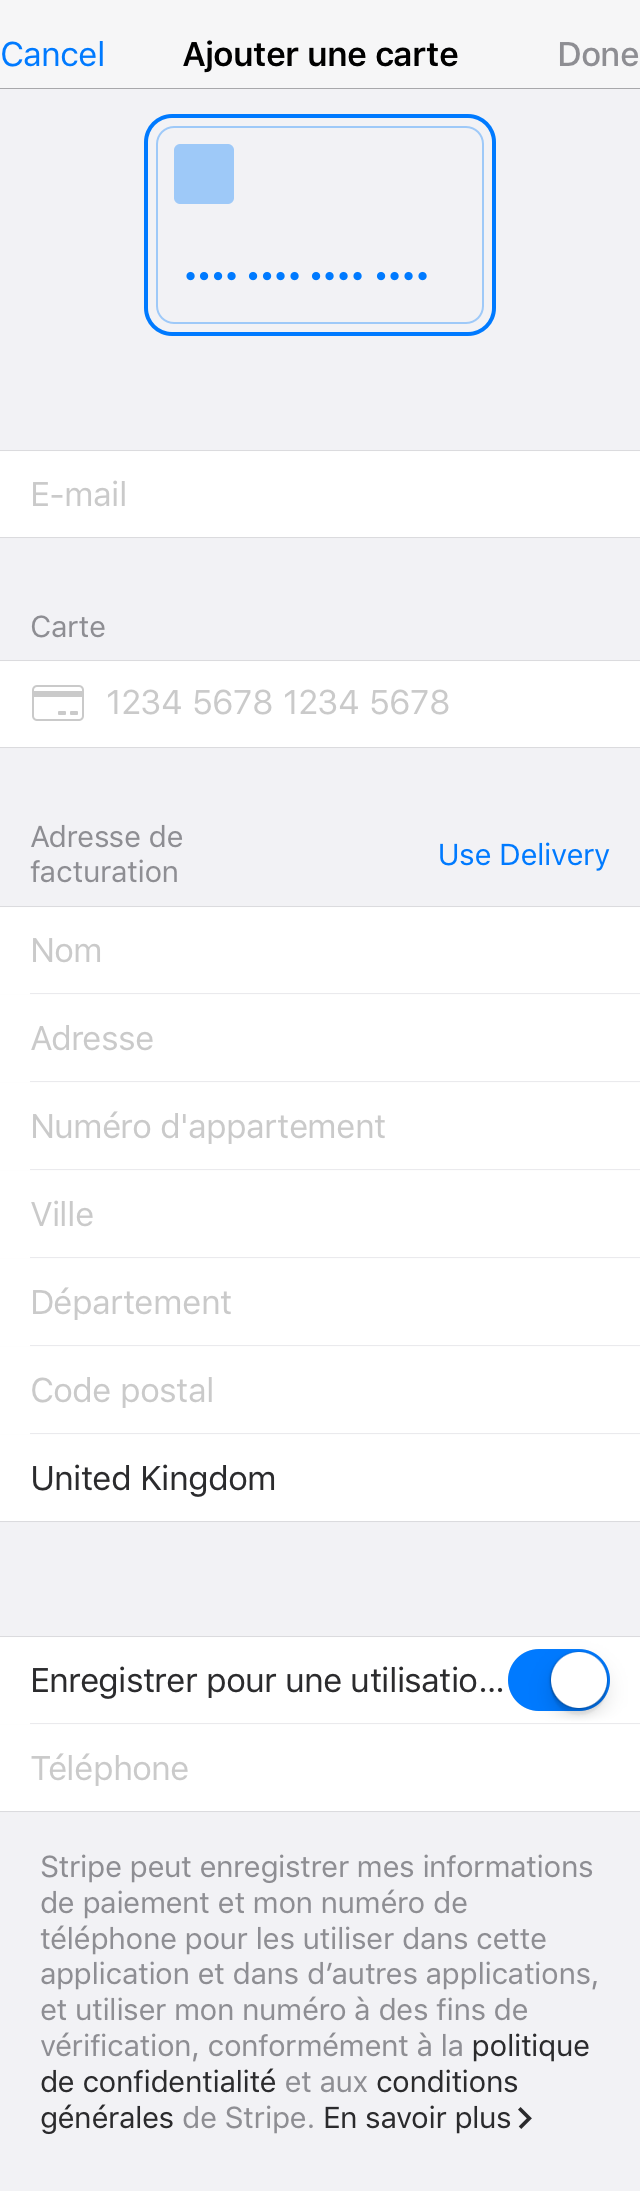 Cancel Ajouter une carte Done
•••• •••• •••• ••••
E-mail
Carte
1234 5678 1234 5678
Adresse de
facturation
Use Delivery
Nom
Adresse
Numéro d'appartement
Ville
Département
Code postal
United Kingdom
Enregistrer pour une utilisatio...
Téléphone
Stripe peut enregistrer mes informations
de paiement et mon numéro de
téléphone pour les utiliser dans cette
application et dans d’autres applications,
et utiliser mon numéro à des fins de
vérification, conformément à la politique
de confidentialité et aux conditions
générales de Stripe. En savoir plus